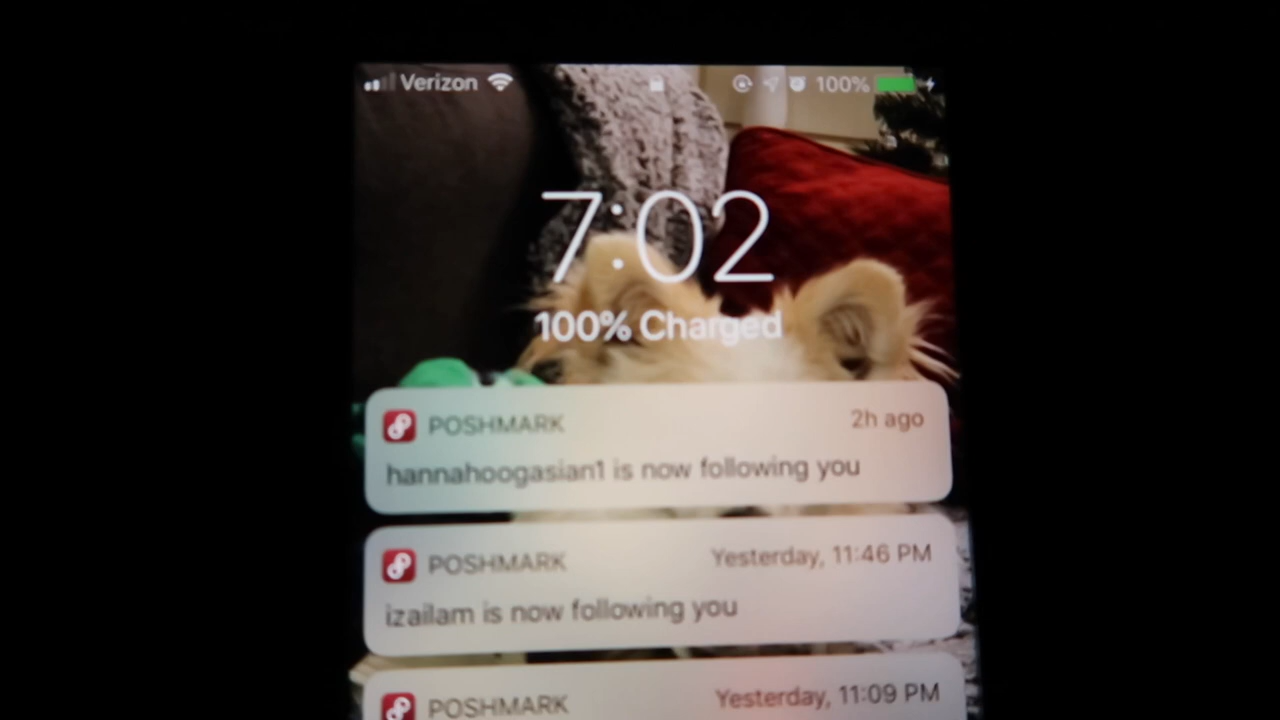 Verizon 100%
7:02
100% Charged
POSHMARK 2h ago
hannahoogasian1 is now following you
POSHMARK Yesterday, 11:46 PM
izailam is now following you
POSHMARK Yesterday, 11:09 PM